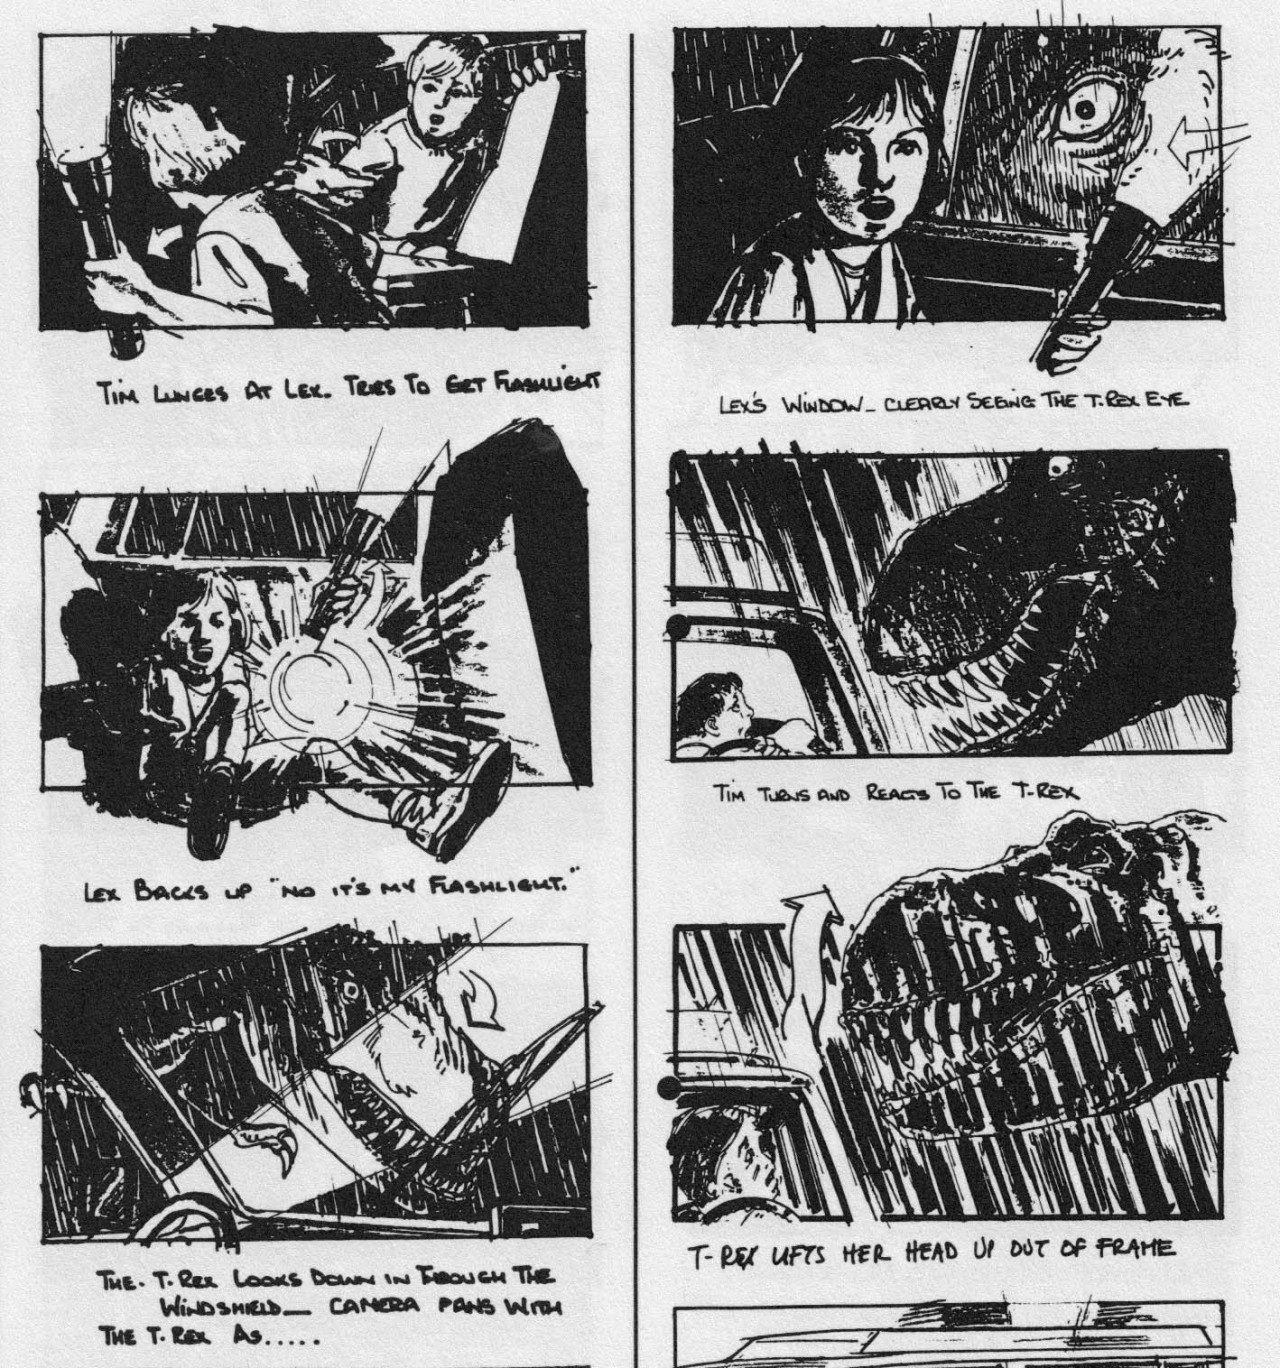 TIM LUNGES AT LEX. TRIES TO GET FLASHLIGHT
LEX BACKS UP "NO IT'S MY FLASHLIGHT."
THE. T. REX LOOKS DOWN IN THROUGH THE
WINDSHIELD_ CAMERA PANS WITH
THE T. REX AS.....
LEX'S WINDOW_ CLEARLY SEEING THE T. REX EYE
TIM TURNS AND REACTS TO THE T-REX
T-REX LIFTS HER HEAD UP OUT OF FRAME